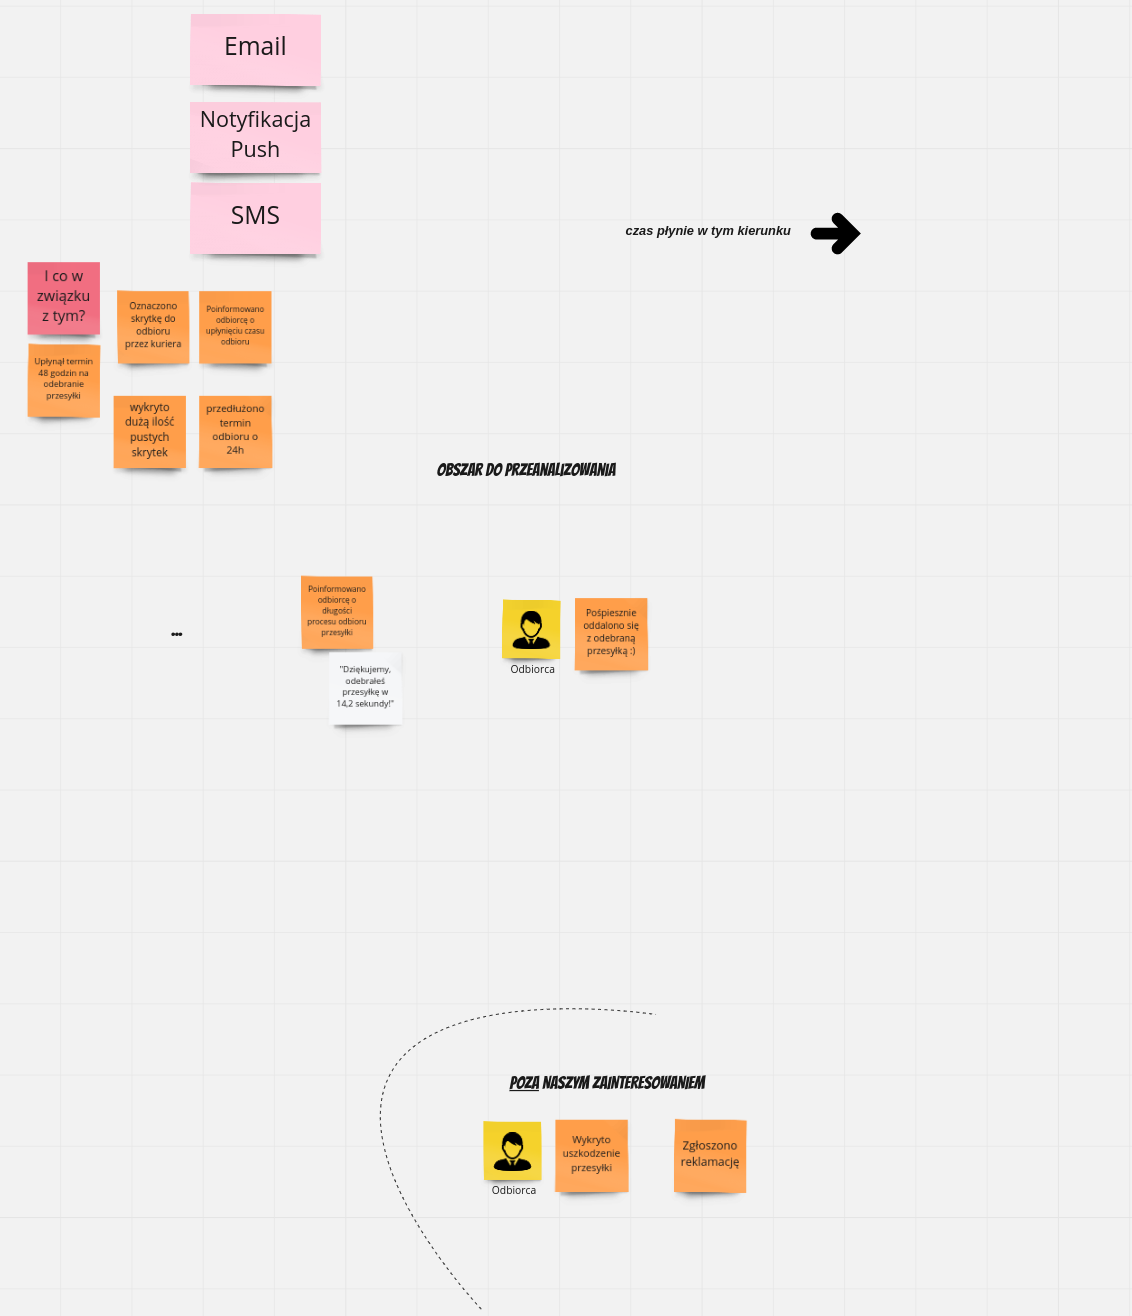 Email
Notyfikacja
Push
SMS
czas płynie w tym kierunku
I co w
związku
z tym?
Oznaczono
skrytkę do
odbioru
przez kuriera
Poinformowano
odbiorcę o
upłynięciu czasu
odbioru
Upłynął termin
48 godzin na
odebranie
przesyłki
wykryto
dużą ilość
pustych
skrytek
przedłużono
termin
odbioru o
24h
OBSZAR DO PRZEANALIZOWANIA
...
Poinformowano
odbiorcę o
długości
procesu odbioru
przesyłki
"Dziękujemy,
odebrałeś
przesyłkę w
14,2 sekundy!"
Odbiorca
Pośpiesznie
oddalono się
z odebraną
przesyłką :)
POZA NASZYM ZAINTERESOWANIEM
Odbiorca
Wykryto
uszkodzenie
przesyłki
Zgłoszono
reklamację